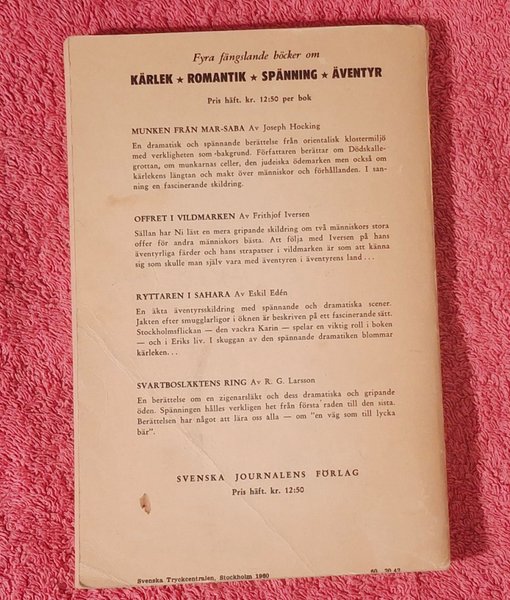 Fyra fängslande böcker om
KÄRLEK ★ ROMANTIK ★ SPÄNNING ★ ÄVENTYR
Pris häft. kr. 12:50 per bok
MUNKEN FRÅN MAR-SABA Av Joseph Hocking
En dramatisk och spännande berättelse från orientalisk klostermiljö
med verkligheten som bakgrund. Författaren berättar om Dödskalle-
grottan, om munkarnas celler, den judeiska ödemarken men också om
kärlekens längtan och makt över människor och förhållanden. I san-
ning en fascinerande skildring.
OFFRET I VILDMARKEN Av Frithjof Iversen
Sällan har Ni läst en mera gripande skildring om två människors stora
offer för andra människors bästa. Att följa med Iversen på hans
äventyrliga färder och hans strapatser i vildmarken är som att känna
sig som skulle man själv vara med äventyren i äventyrens land . . .
RYTTAREN I SAHARA Av Eskil Edén
En äkta äventyrsskildring med spännande och dramatiska scener.
Jakten efter smugglarligor i öknen är beskriven på ett fascinerande sätt.
Stockholmsflickan — den vackra Karin — spelar en viktig roll i boken
— och i Eriks liv. I skuggan av den spännande dramatiken blommar
kärleken. . .
SVARTBOSLÄKTENS RING Av R. G. Larsson
En berättelse om en zigenarsläkt och dess dramatiska och gripande
öden. Spänningen hålles verkligen het från första raden till den sista.
Berättelsen har något att lära oss alla — om "en väg som till lycka
bär".
SVENSKA JOURNALENS FÖRLAG
Pris häft. kr. 12:50
Svenska Tryckcentralen, Stockholm 1960
60 20 42